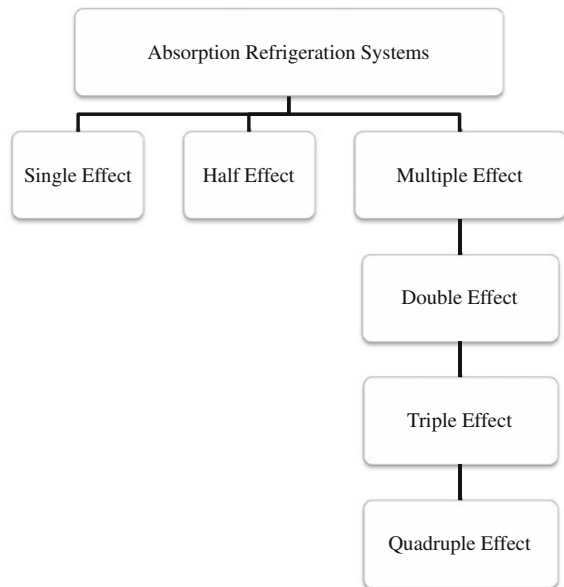 Absorption Refrigeration Systems
Single Effect
Half Effect
Multiple Effect
Double Effect
Triple Effect
Quadruple Effect